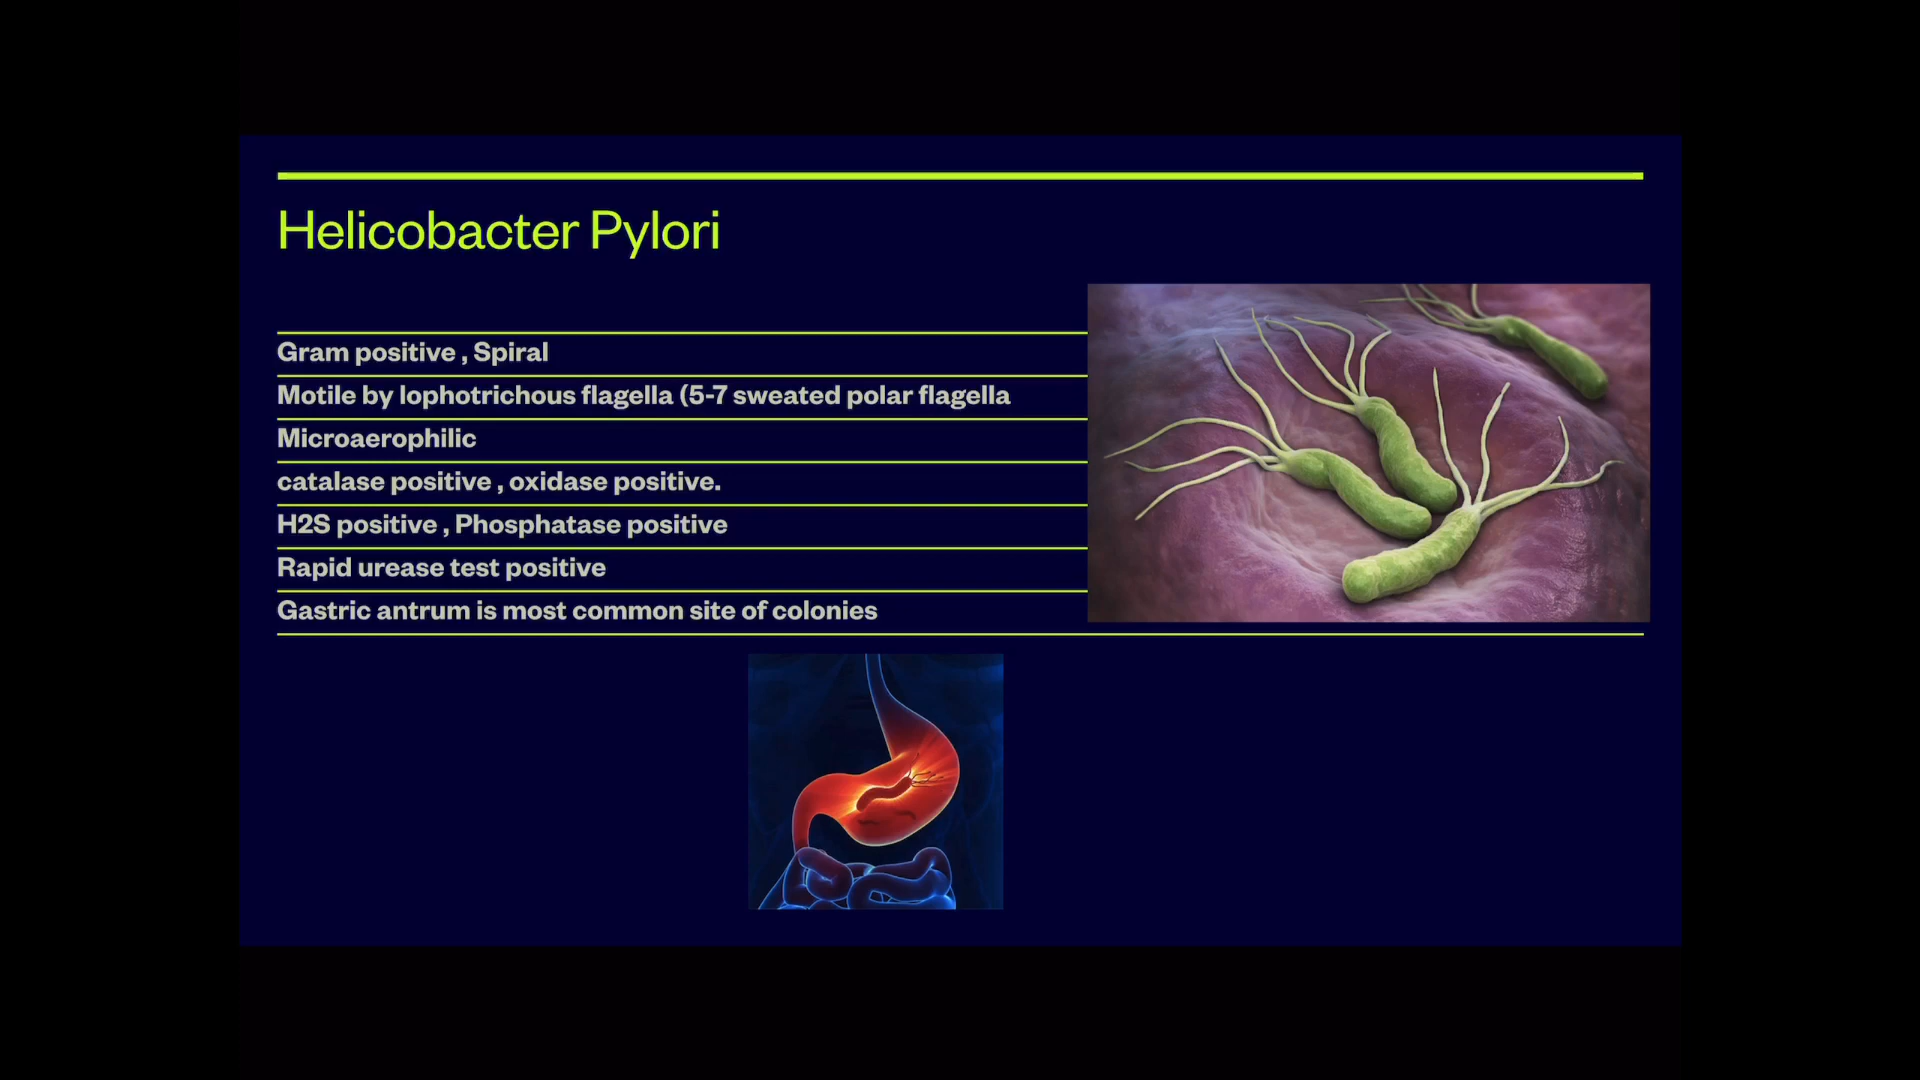 Helicobacter Pylori
Gram positive , Spiral
Motile by lophotrichous flagella (5-7 sweated polar flagella
Microaerophilic
catalase positive , oxidase positive.
H2S positive , Phosphatase positive
Rapid urease test positive
Gastric antrum is most common site of colonies